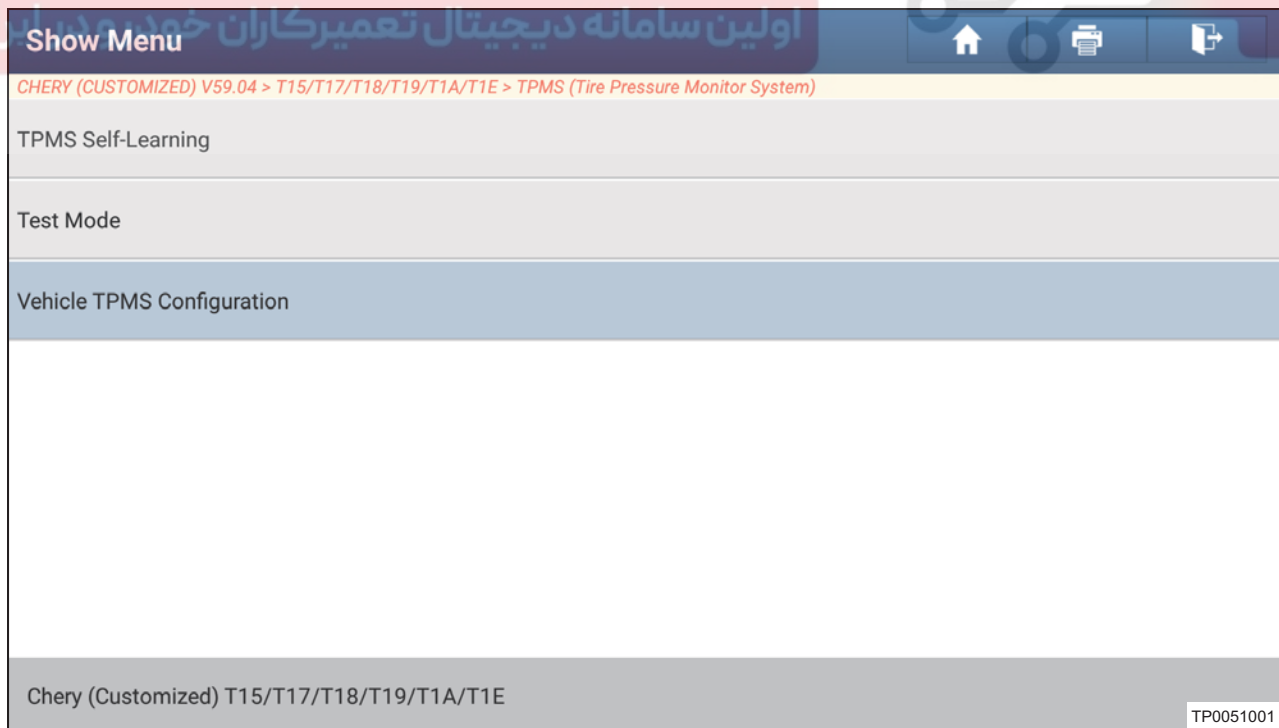 Show Menu
اولین سامانه دیجیتال تعمیرکاران خودرو در
CHERY (CUSTOMIZED) V59.04 > T15/T17/T18/T19/T1A/T1E > TPMS (Tire Pressure Monitor System)
TPMS Self-Learning
Test Mode
Vehicle TPMS Configuration
Chery (Customized) T15/T17/T18/T19/T1A/T1E
TP0051001